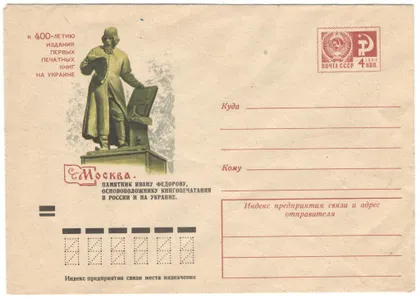 К 400-ЛЕТИЮ
ИЗДАНИЯ
ПЕРВЫХ
ПЕЧАТНЫХ
КНИГ
НА УКРАИНЕ
ПОЧТА СССР
4 КОП.
Куда
Кому
Москва.
ПАМЯТНИК ИВАНУ ФЕДОРОВУ,
ОСНОВОПОЛОЖНИКУ КНИГОПЕЧАТАНИЯ
В РОССИИ И НА УКРАИНЕ.
Индекс предприятия связи и адрес
отправителя
Индекс предприятия связи места назначения